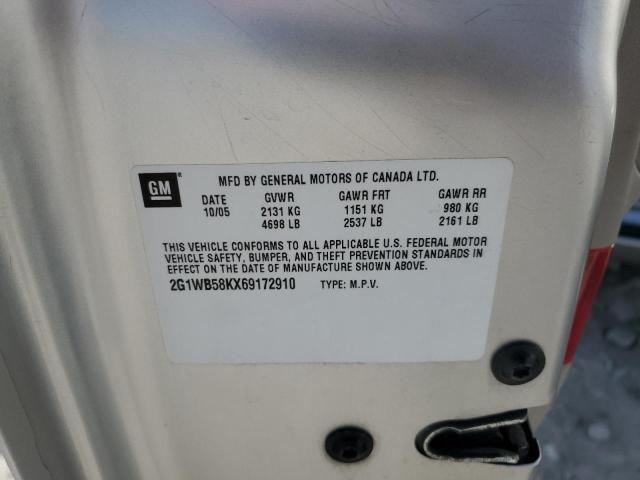 GM
MFD BY GENERAL MOTORS OF CANADA LTD.
DATE GVWR GAWR FRT GAWR RR
10/05 2131 KG 1151 KG 980 KG
4698 LB 2537 LB 2161 LB
THIS VEHICLE CONFORMS TO ALL APPLICABLE U.S. FEDERAL MOTOR
VEHICLE SAFETY, BUMPER, AND THEFT PREVENTION STANDARDS IN
EFFECT ON THE DATE OF MANUFACTURE SHOWN ABOVE.
2G1WB58KX69172910 TYPE: M.P.V.